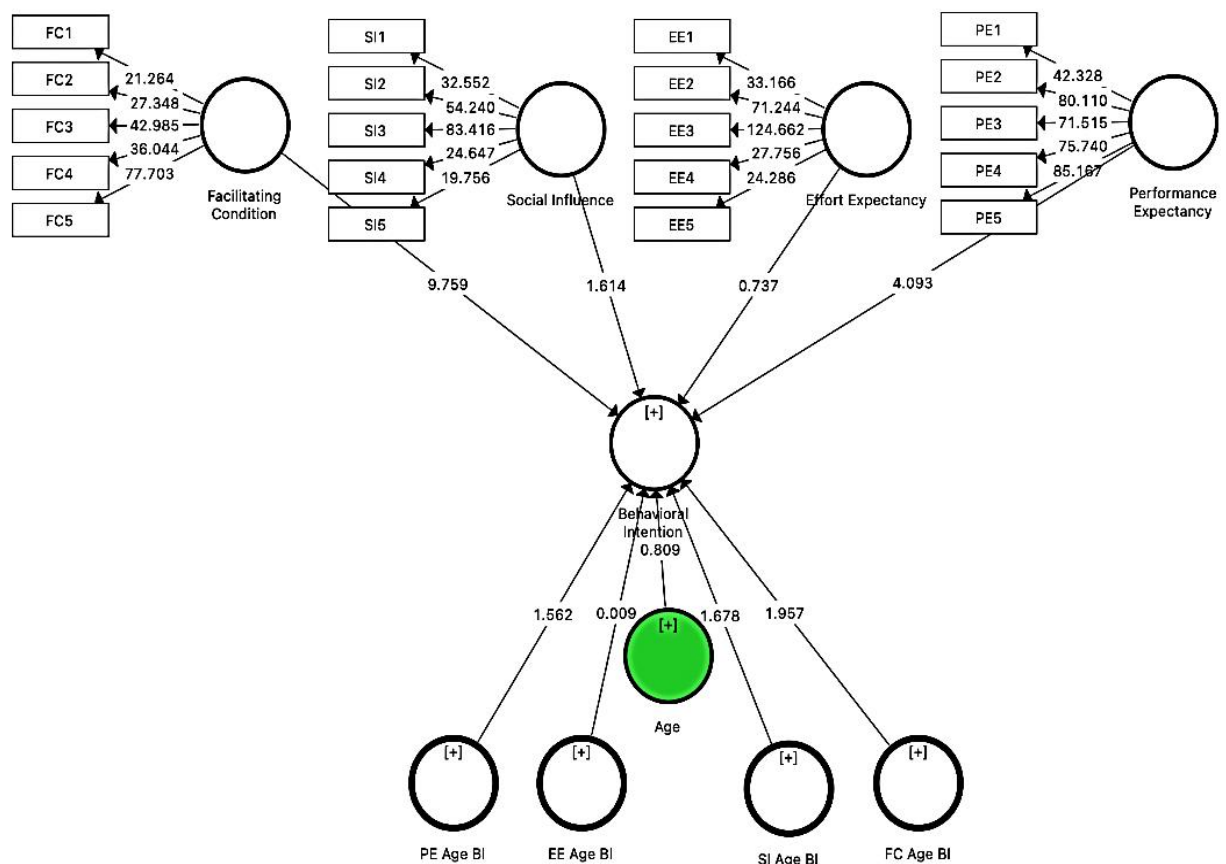 FC1
FC2
FC3
FC4
FC5
21.264
27.348
42.985
36.044
77.703
Facilitating
Condition
SI1
SI2
SI3
SI4
SI5
32.552
54.240
83.416
24.647
19.756
Social Influence
EE1
EE2
EE3
EE4
EE5
33.166
71.244
124.662
27.756
24.286
Effort Expectancy
PE1
PE2
PE3
PE4
PE5
42.328
80.110
71.515
75.740
85.167
Performance
Expectancy
9.759
1.614
0.737
4.093
[+]
Behavioral
Intention
0.809
1.562
0.009
1.678
1.957
[+]
Age
[+]
[+]
[+]
[+]
PE Age BI
EE Age BI
SI Age BI
FC Age BI